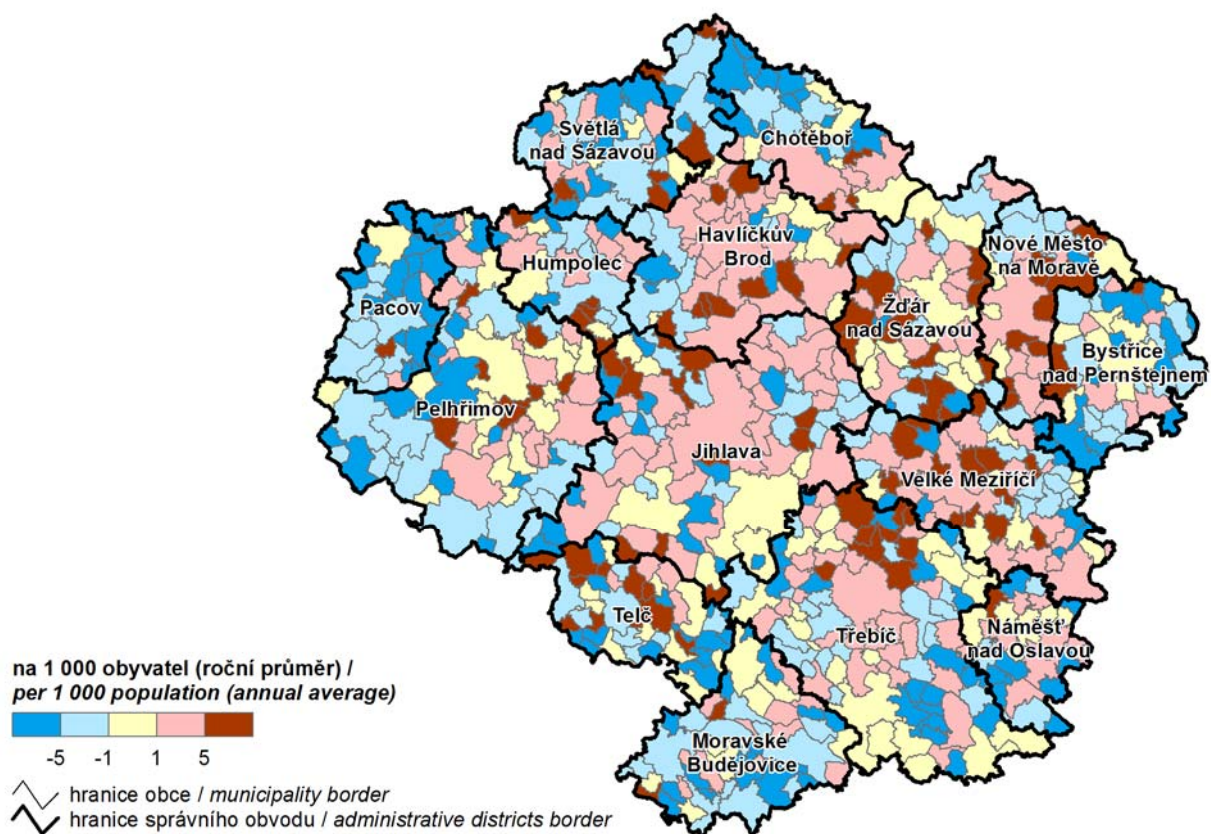 Světlá
nad Sázavou
Chotěboř
Havlíčkův
Brod
Humpolec
Nové Město
na Moravě
Pacov
Žďár
nad Sázavou
Bystřice
nad Pernštejnem
Pelhřimov
Jihlava
Velké Meziříčí
Telč
Třebíč
Náměšť
nad Oslavou
Moravské
Budějovice
na 1 000 obyvatel (roční průměr) /
per 1 000 population (annual average)
-5 -1 1 5
hranice obce / municipality border
hranice správního obvodu / administrative districts border